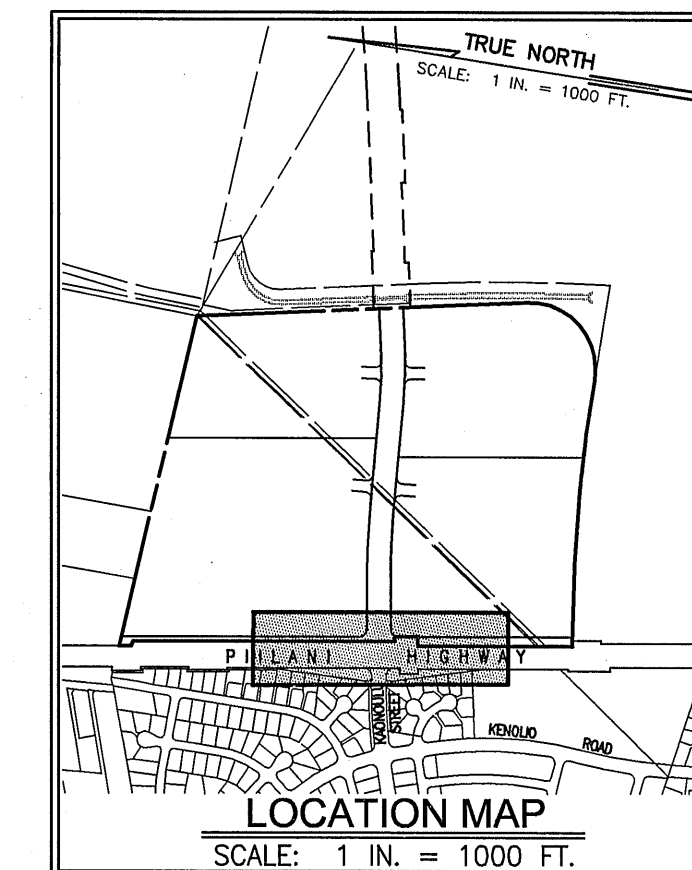 TRUE NORTH
SCALE: 1 IN. = 1000 FT.
PIILANI HIGHWAY
KAONOULU
STREET
KENOLIO ROAD
LOCATION MAP
SCALE: 1 IN. = 1000 FT.